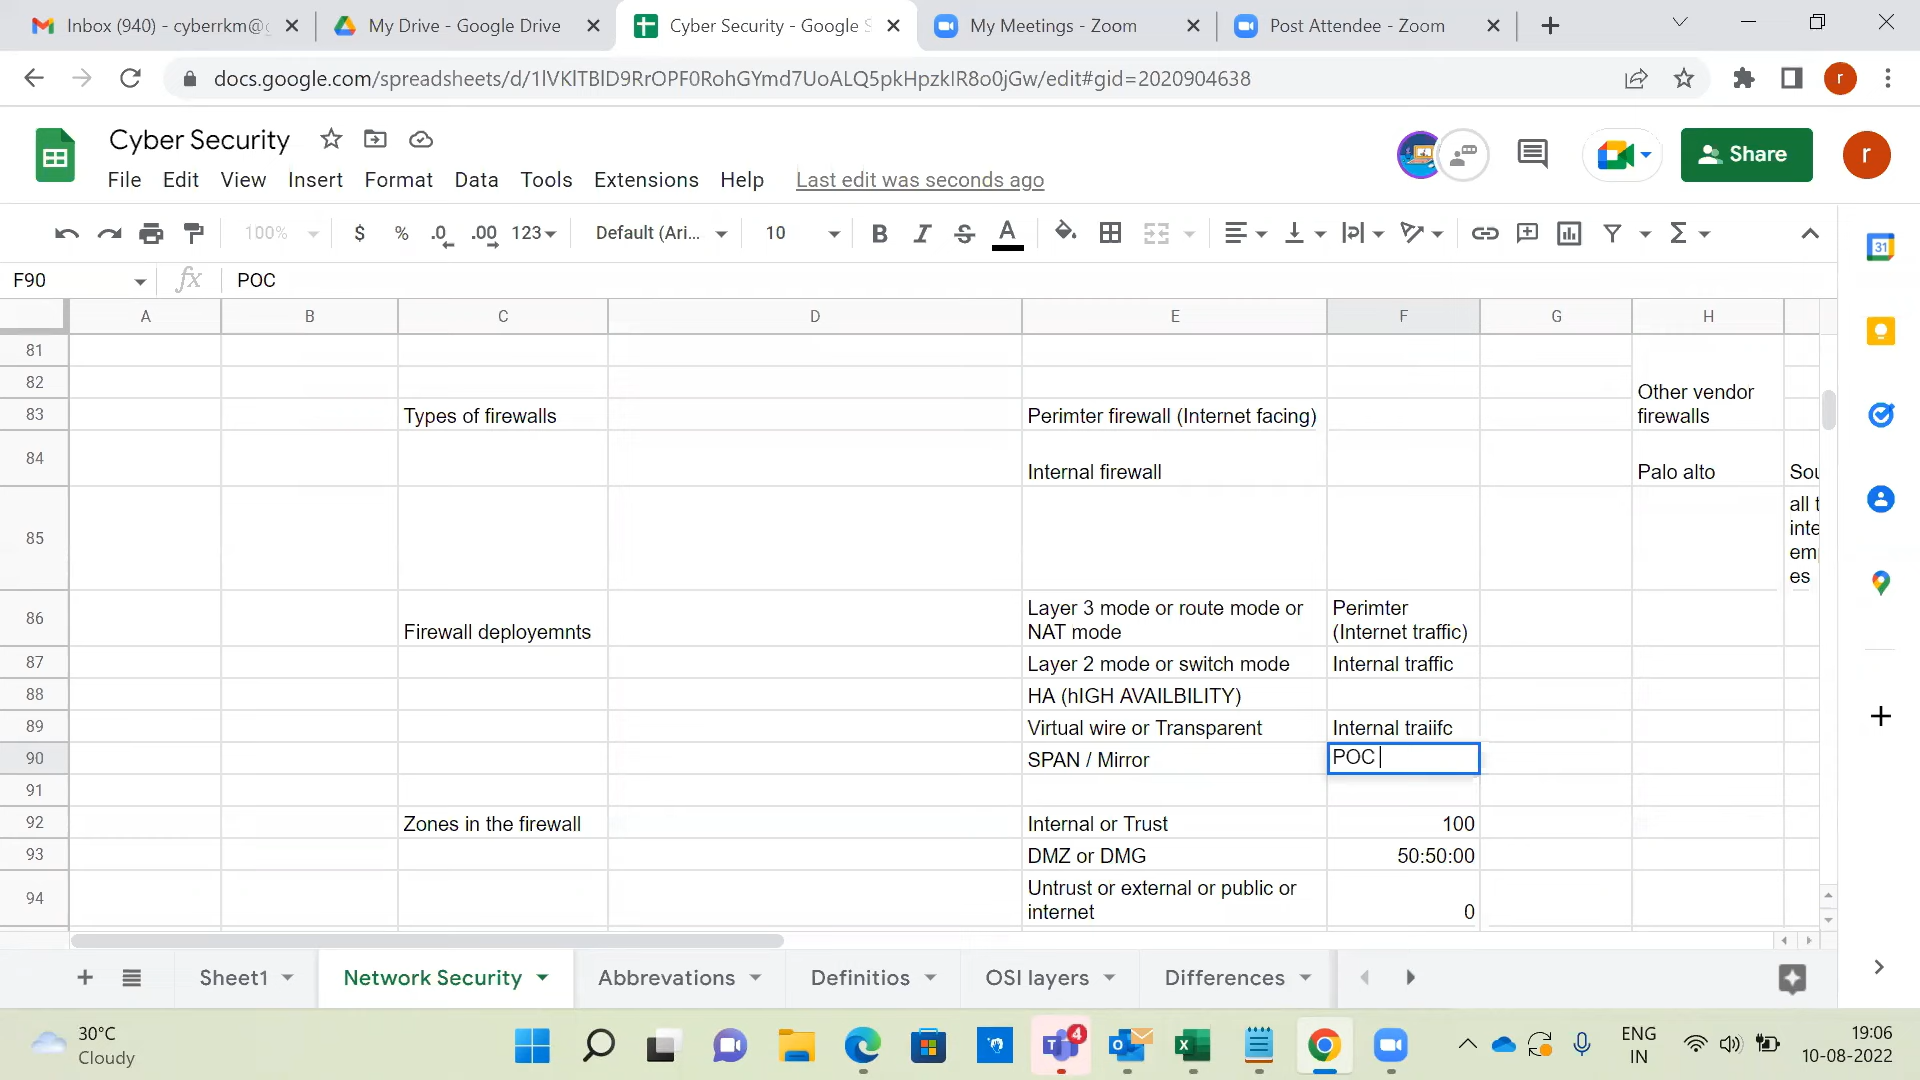 Inbox (940) - cyberrkm@g
My Drive - Google Drive
Cyber Security - Google S
My Meetings - Zoom
Post Attendee - Zoom
docs.google.com/spreadsheets/d/1lVKlTBlD9RrOPF0RohGYmd7UoALQ5pkHpzkIR8o0jGw/edit#gid=2020904638
r
Cyber Security
Share
r
File Edit View Insert Format Data Tools Extensions Help Last edit was seconds ago
100% $ % .0 .00 123 Default (Ari... 10 B I S A
31
F90 fx POC
A B C D E F G H
81
82
Other vendor
83 Types of firewalls Perimter firewall (Internet facing) firewalls
84 Internal firewall Palo alto Sou
all t
inte
85
em
es
Layer 3 mode or route mode or Perimter
86
Firewall deployemnts NAT mode (Internet traffic)
87 Layer 2 mode or switch mode Internal traffic
88 HA (hIGH AVAILBILITY)
89 Virtual wire or Transparent Internal traiifc
90 SPAN / Mirror POC
91
92 Zones in the firewall Internal or Trust 100
93 DMZ or DMG 50:50:00
Untrust or external or public or
94
internet 0
Sheet1 Network Security Abbrevations Definitios OSI layers Differences
30°C
Cloudy
4
ENG
IN
19:06
10-08-2022